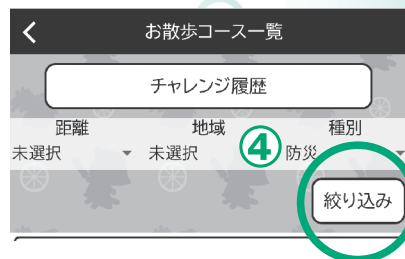 お散歩コース一覧
チャレンジ履歴
距離 地域 種別
未選択 未選択 ④ 防災
絞り込み